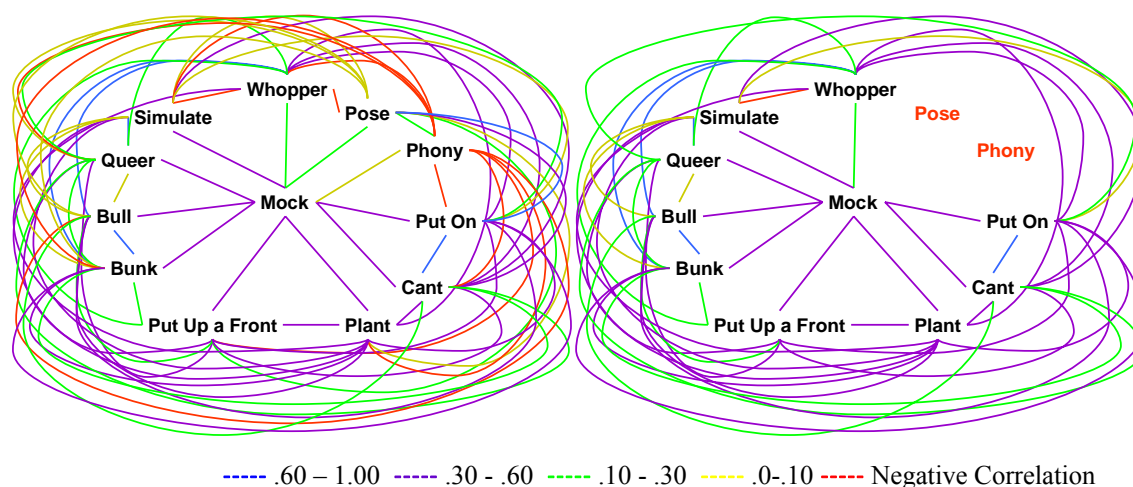 Whopper
Pose
Simulate
Phony
Queer
Mock
Bull
Put On
Bunk
Cant
Put Up a Front
Plant
Whopper
Pose
Simulate
Phony
Queer
Mock
Bull
Put On
Bunk
Cant
Put Up a Front
Plant
.60 – 1.00 .30 - .60 .10 - .30 .0-.10 Negative Correlation